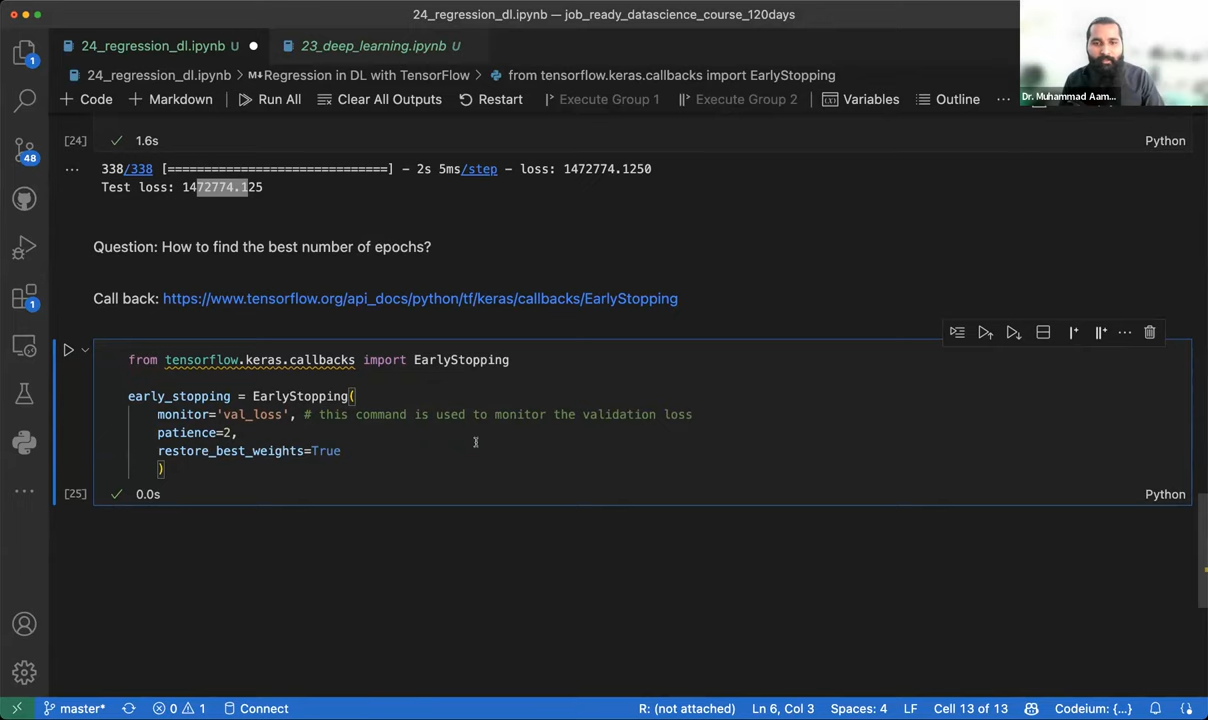 24_regression_dl.ipynb — job_ready_datascience_course_120days
24_regression_dl.ipynb U
23_deep_learning.ipynb U
24_regression_dl.ipynb > M↓Regression in DL with TensorFlow > from tensorflow.keras.callbacks import EarlyStopping
+ Code + Markdown Run All Clear All Outputs Restart Execute Group 1 Execute Group 2 Variables Outline ...
Dr. Muhammad Aam...
[24] ✓ 1.6s Python
... 338/338 [==============================] - 2s 5ms/step - loss: 1472774.1250
Test loss: 1472774.125
Question: How to find the best number of epochs?
Call back: https://www.tensorflow.org/api_docs/python/tf/keras/callbacks/EarlyStopping
from tensorflow.keras.callbacks import EarlyStopping
early_stopping = EarlyStopping(
monitor='val_loss', # this command is used to monitor the validation loss
patience=2,
restore_best_weights=True
)
[25] ✓ 0.0s Python
1
48
1
master* 0 1 Connect R: (not attached) Ln 6, Col 3 Spaces: 4 LF Cell 13 of 13 Codeium: {...}